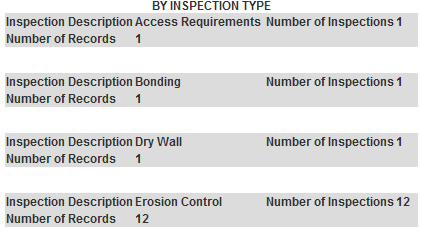 BY INSPECTION TYPE
Inspection Description Access Requirements Number of Inspections 1
Number of Records 1
Inspection Description Bonding Number of Inspections 1
Number of Records 1
Inspection Description Dry Wall Number of Inspections 1
Number of Records 1
Inspection Description Erosion Control Number of Inspections 12
Number of Records 12